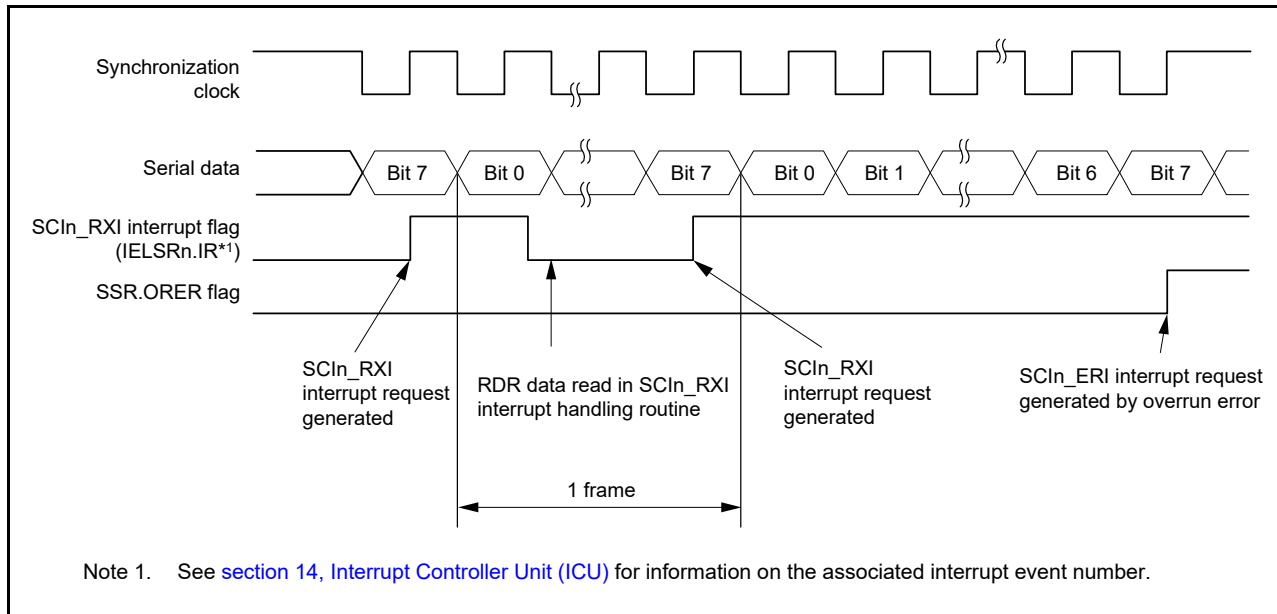 Synchronization
clock
Serial data
Bit 7
Bit 0
Bit 7
Bit 0
Bit 1
Bit 6
Bit 7
SCIn_RXI interrupt flag
(IELSRn.IR*1)
SSR.ORER flag
SCIn_RXI
interrupt request
generated
RDR data read in SCIn_RXI
interrupt handling routine
SCIn_RXI
interrupt request
generated
SCIn_ERI interrupt request
generated by overrun error
1 frame
Note 1. See section 14, Interrupt Controller Unit (ICU) for information on the associated interrupt event number.